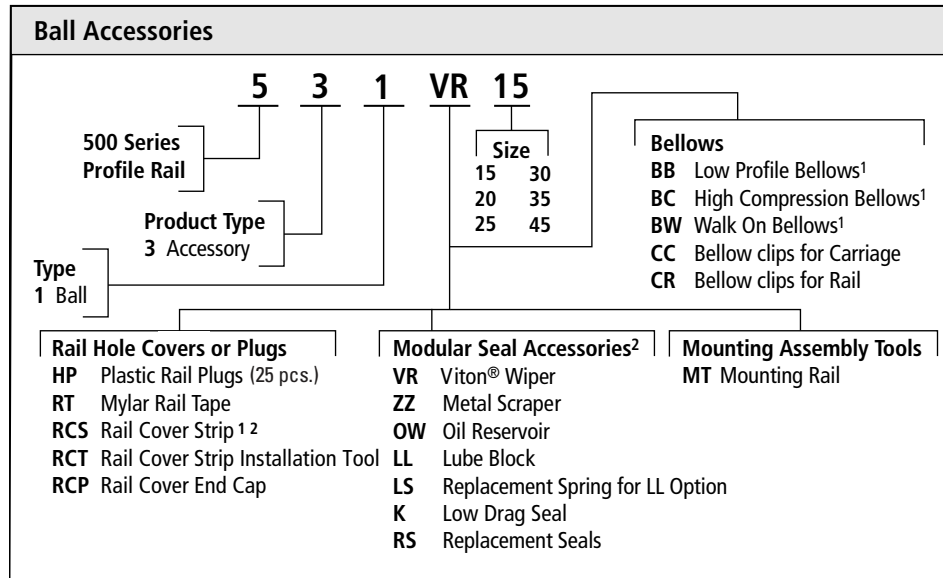 Ball Accessories
5 3 1 VR 15
500 Series
Profile Rail
Product Type
3 Accessory
Type
1 Ball
Size
15 30
20 35
25 45
Bellows
BB Low Profile Bellows¹
BC High Compression Bellows¹
BW Walk On Bellows¹
CC Bellow clips for Carriage
CR Bellow clips for Rail
Rail Hole Covers or Plugs
HP Plastic Rail Plugs (25 pcs.)
RT Mylar Rail Tape
RCS Rail Cover Strip ¹ ²
RCT Rail Cover Strip Installation Tool
RCP Rail Cover End Cap
Modular Seal Accessories²
VR Viton® Wiper
ZZ Metal Scraper
OW Oil Reservoir
LL Lube Block
LS Replacement Spring for LL Option
K Low Drag Seal
RS Replacement Seals
Mounting Assembly Tools
MT Mounting Rail